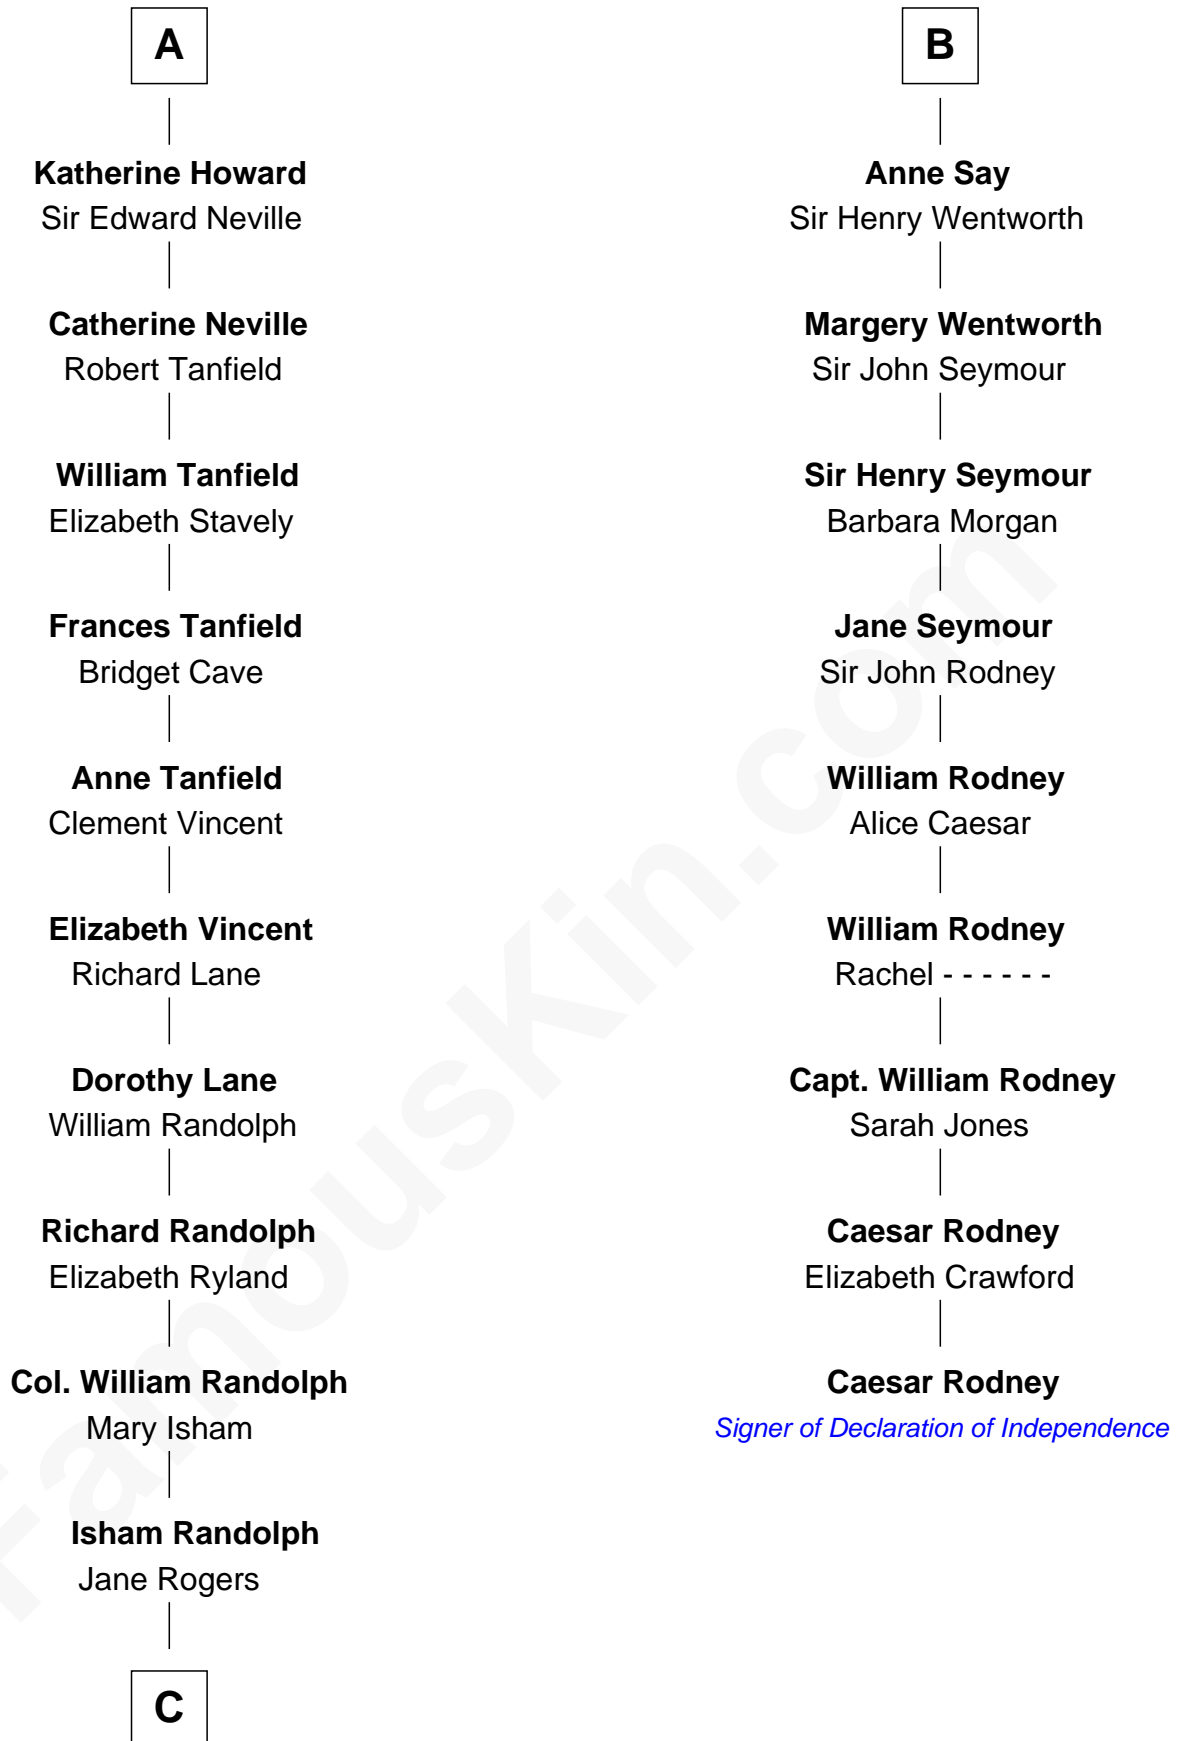 A
Katherine Howard
Sir Edward Neville
Catherine Neville
Robert Tanfield
William Tanfield
Elizabeth Stavely
Frances Tanfield
Bridget Cave
Anne Tanfield
Clement Vincent
Elizabeth Vincent
Richard Lane
Dorothy Lane
William Randolph
Richard Randolph
Elizabeth Ryland
Col. William Randolph
Mary Isham
Isham Randolph
Jane Rogers
C
B
Anne Say
Sir Henry Wentworth
Margery Wentworth
Sir John Seymour
Sir Henry Seymour
Barbara Morgan
Jane Seymour
Sir John Rodney
William Rodney
Alice Caesar
William Rodney
Rachel - - - - - -
Capt. William Rodney
Sarah Jones
Caesar Rodney
Elizabeth Crawford
Caesar Rodney
Signer of Declaration of Independence
FamousKin.com